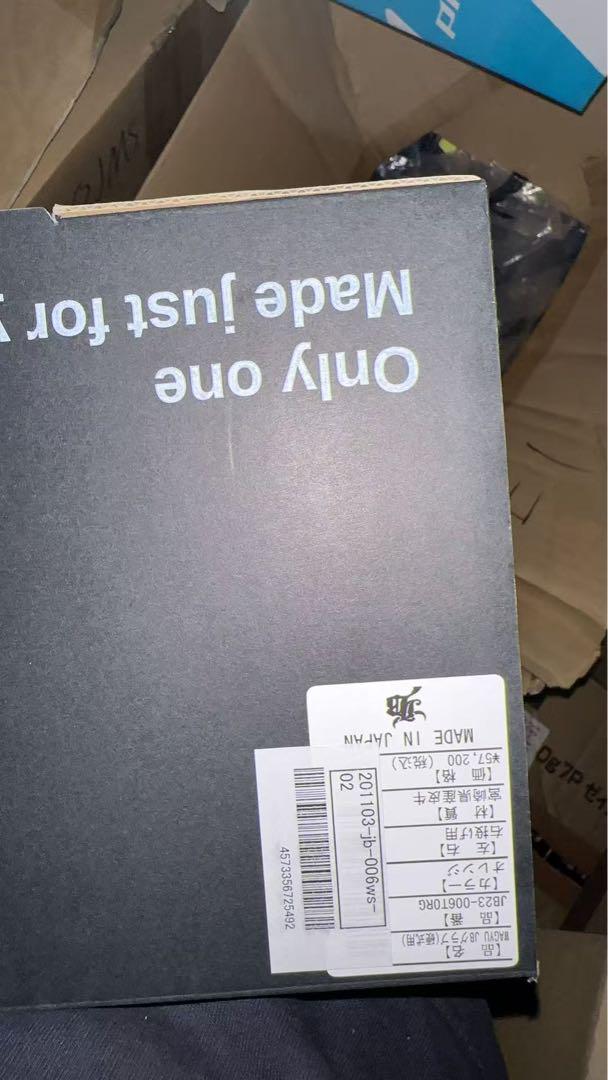 Only one
Made just for
JB
MADE IN JAPAN
【品　名】
WAGYU JBグラブ(硬式用)
【品　番】
JB23-006TORG
【カラー】
オレンジ
【左　右】
右投げ用
【材　質】
宮崎県産皮牛
【価　格】
¥57,200 (税込)
201103-jb-006ws-
02
4573356725492